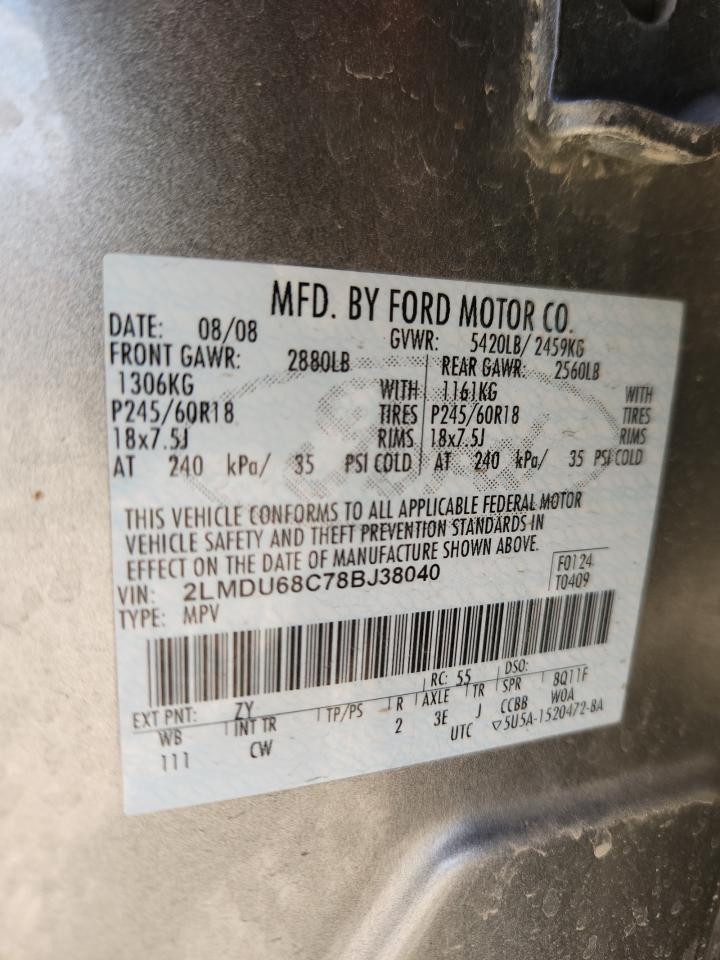 MFD. BY FORD MOTOR CO.
DATE: 08/08 GVWR: 5420LB/ 2459KG
FRONT GAWR: 2880LB REAR GAWR: 2560LB
1306KG WITH 1161KG WITH
P245/60R18 TIRES P245/60R18 TIRES
18x7.5J RIMS 18x7.5J RIMS
AT 240 kPa/ 35 PSI COLD AT 240 kPa/ 35 PSI COLD
THIS VEHICLE CONFORMS TO ALL APPLICABLE FEDERAL MOTOR
VEHICLE SAFETY AND THEFT PREVENTION STANDARDS IN
EFFECT ON THE DATE OF MANUFACTURE SHOWN ABOVE.
VIN: 2LMDU68C78BJ38040 F0124
TYPE: MPV T0409
EXT PNT: ZY RC: 55 DSO:
WB INT TR TP/PS R AXLE TR SPR 8Q11F
111 CW 2 3E J CCBB W0A
UTC ▽5U5A-1520472-BA